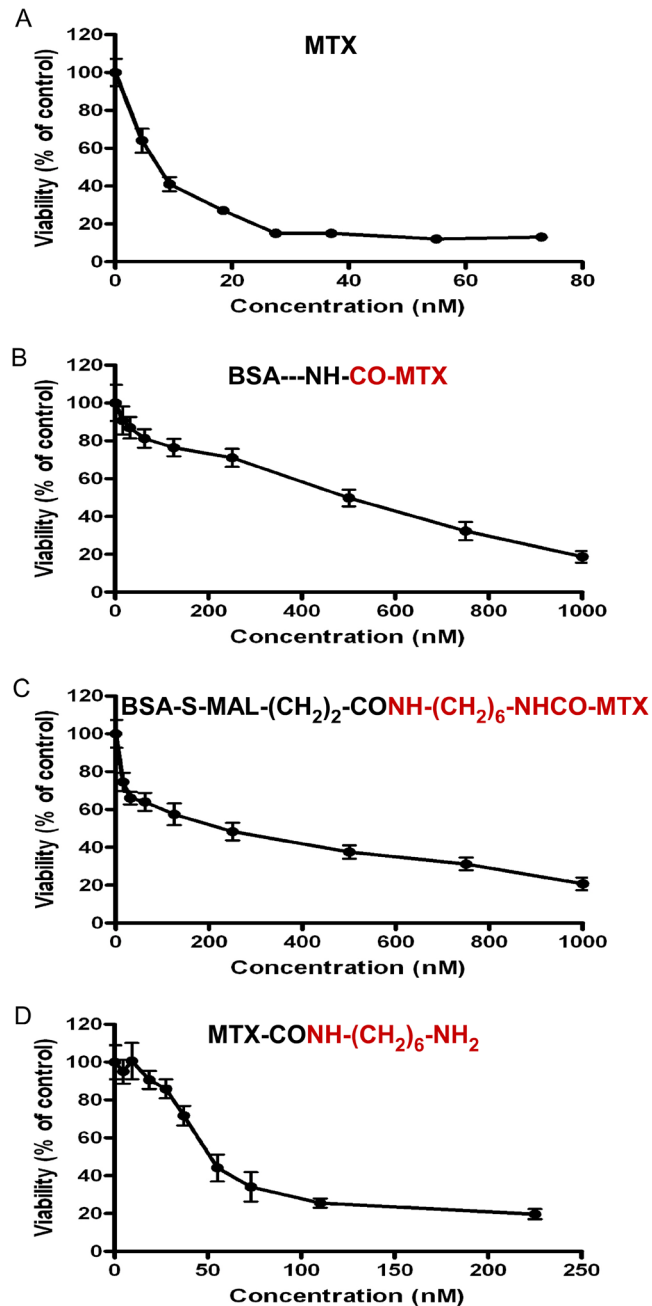 A
MTX
Viability (% of control)
120
100
80
60
40
20
0
0 20 40 60 80
Concentration (nM)
B
BSA---NH-CO-MTX
Viability (% of control)
120
100
80
60
40
20
0
0 200 400 600 800 1000
Concentration (nM)
C
BSA-S-MAL-(CH₂)₂-CONH-(CH₂)₆-NHCO-MTX
Viability (% of control)
120
100
80
60
40
20
0
0 200 400 600 800 1000
Concentration (nM)
D
MTX-CONH-(CH₂)₆-NH₂
Viability (% of control)
120
100
80
60
40
20
0
0 50 100 150 200 250
Concentration (nM)